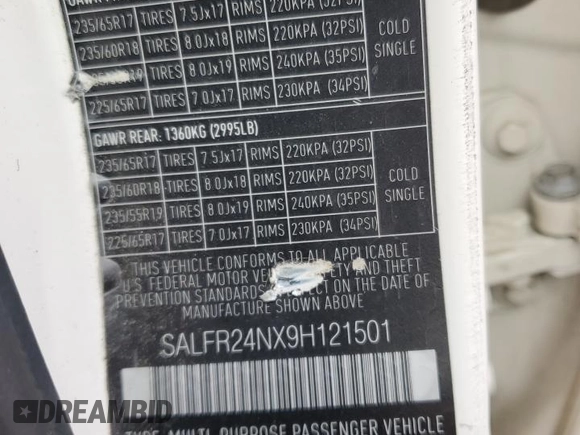 235/65R17 TIRES 7.5Jx17 RIMS 220KPA (32PSI)
235/60R18 TIRES 8.0Jx18 RIMS 220KPA (32PSI) COLD
R19 TIRES 8.0Jx19 RIMS 240KPA (35PSI) SINGLE
225/65R17 TIRES 7.0Jx17 RIMS 230KPA (34PSI)
GAWR REAR: 1360KG (2995LB)
235/65R17 TIRES 7.5Jx17 RIMS 220KPA (32PSI)
235/60R18 TIRES 8.0Jx18 RIMS 220KPA (32PSI) COLD
235/55R19 TIRES 8.0Jx19 RIMS 240KPA (35PSI) SINGLE
225/65R17 TIRES 7.0Jx17 RIMS 230KPA (34PSI)
THIS VEHICLE CONFORMS TO ALL APPLICABLE
U.S FEDERAL MOTOR AND THEFT
PREVENTION STANDARDS EFFECT ON THE DATE OF
MANUFACTURE SHOWN ABOVE
SALFR24NX9H121501
TYPE: MULTI-PURPOSE PASSENGER VEHICLE
DREAMBID